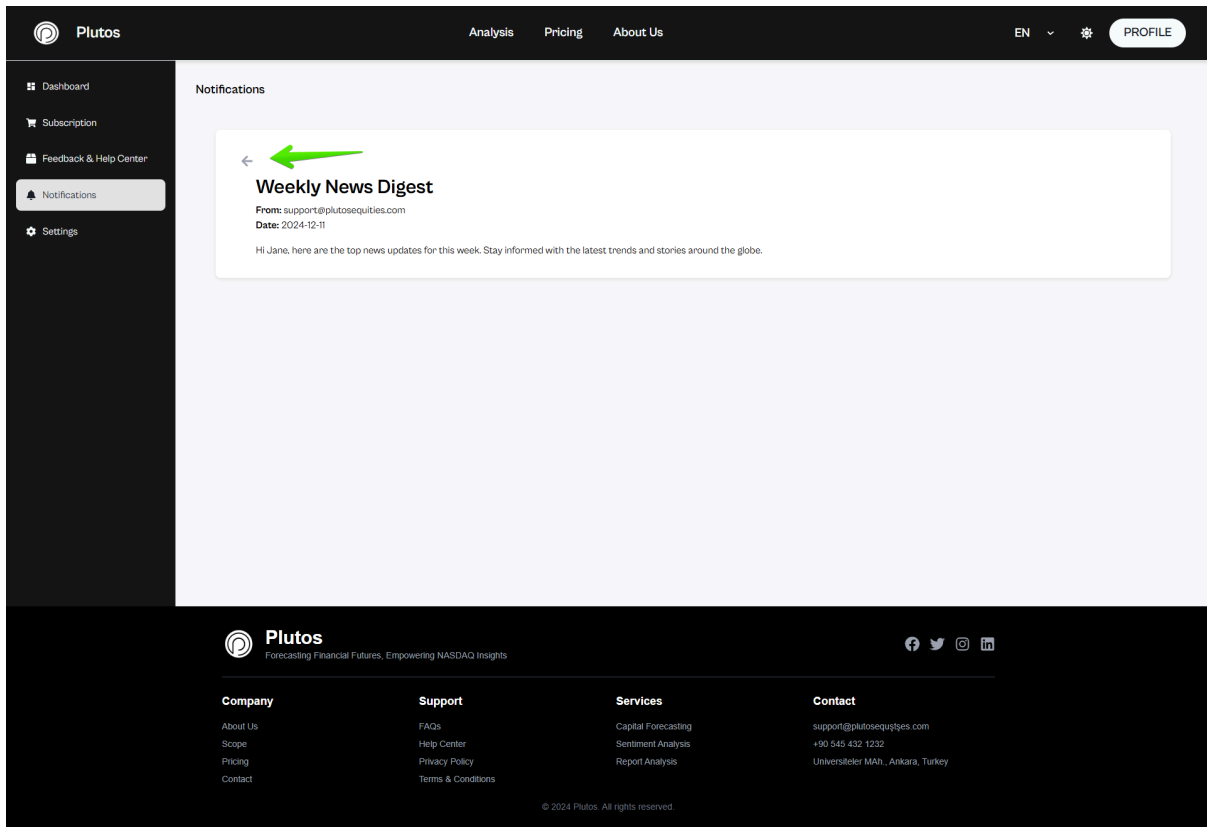 Plutos
Analysis Pricing About Us
EN
PROFILE
Dashboard
Subscription
Feedback & Help Center
Notifications
Settings
Notifications
Weekly News Digest
From: support@plutosequities.com
Date: 2024-12-11
Hi Jane, here are the top news updates for this week. Stay informed with the latest trends and stories around the globe.
Plutos
Forecasting Financial Futures, Empowering NASDAQ Insights
Company
About Us
Scope
Pricing
Contact
Support
FAQs
Help Center
Privacy Policy
Terms & Conditions
Services
Capital Forecasting
Sentiment Analysis
Report Analysis
Contact
support@plutosequştşes.com
+90 545 432 1232
Universiteler MAh., Ankara, Turkey
© 2024 Plutos. All rights reserved.